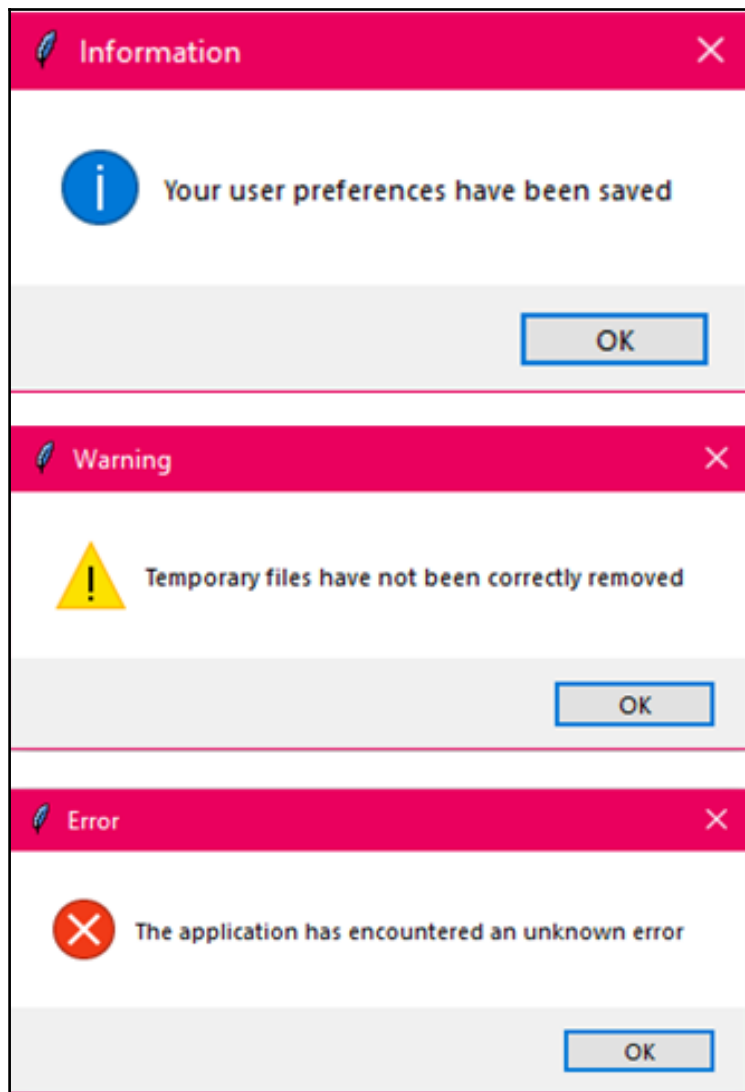 Information
Your user preferences have been saved
OK
Warning
Temporary files have not been correctly removed
OK
Error
The application has encountered an unknown error
OK